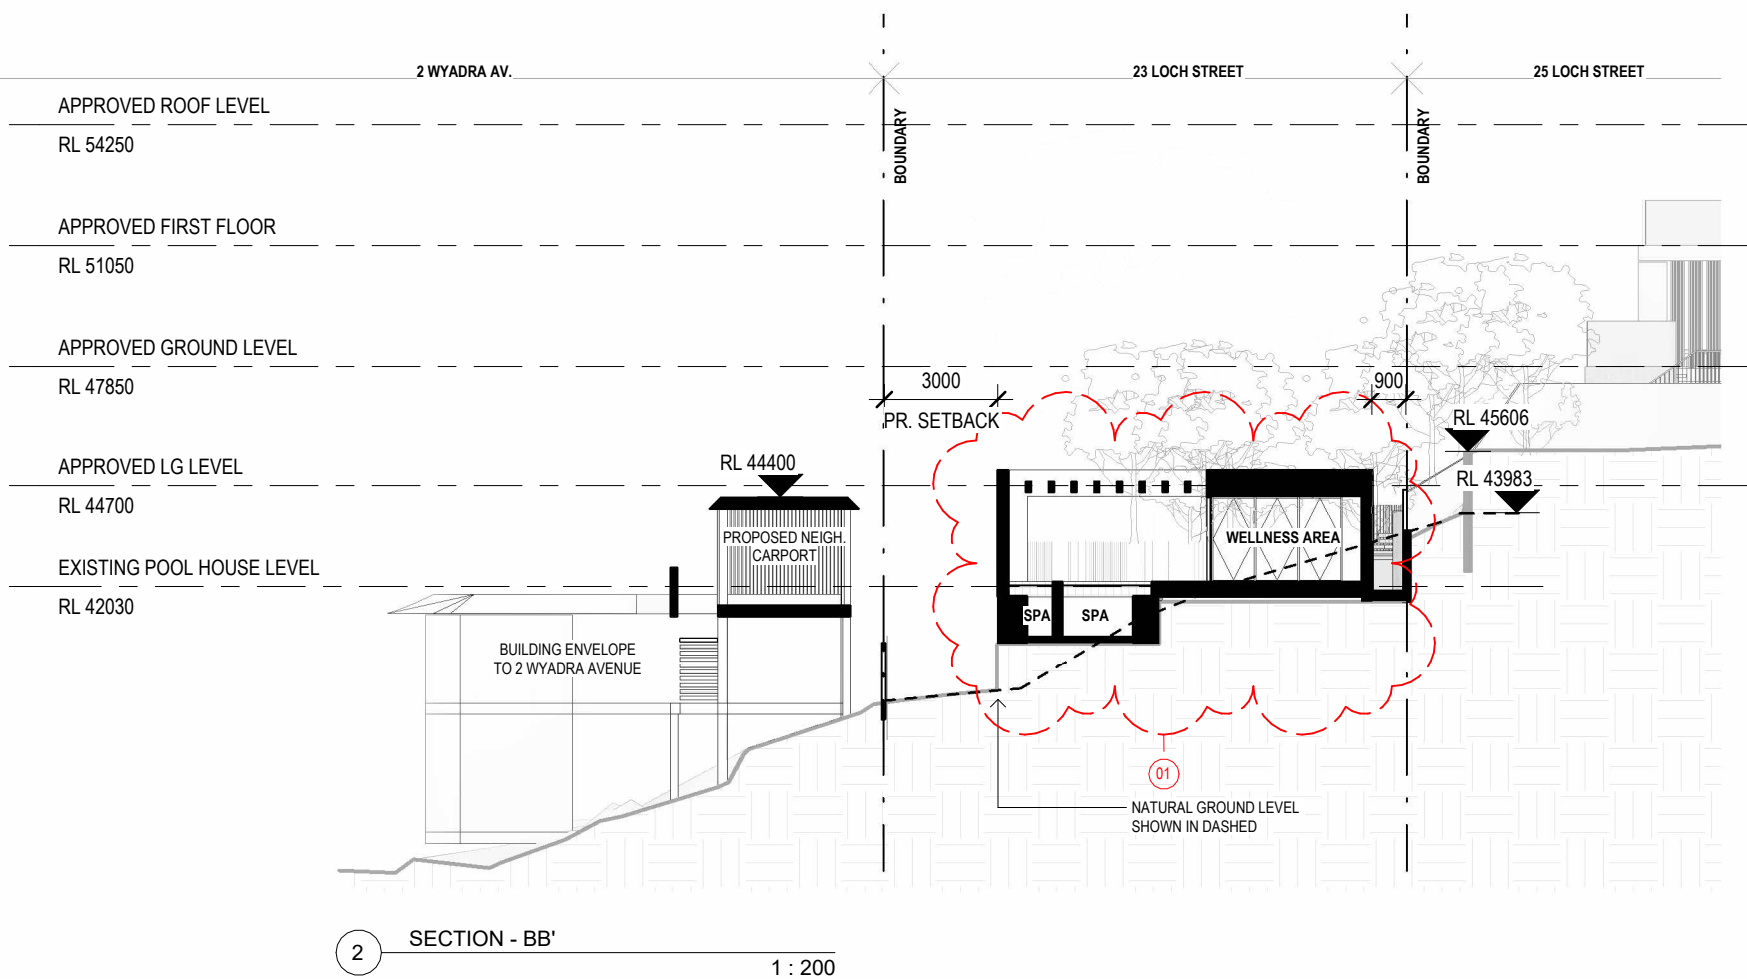 2 WYADRA AV.
23 LOCH STREET
25 LOCH STREET
APPROVED ROOF LEVEL
RL 54250
BOUNDARY
BOUNDARY
APPROVED FIRST FLOOR
RL 51050
APPROVED GROUND LEVEL
RL 47850
3000
PR. SETBACK
900
RL 45606
APPROVED LG LEVEL
RL 44700
RL 44400
RL 43983
PROPOSED NEIGH.
CARPORT
WELLNESS AREA
EXISTING POOL HOUSE LEVEL
RL 42030
SPA
SPA
BUILDING ENVELOPE
TO 2 WYADRA AVENUE
01
NATURAL GROUND LEVEL
SHOWN IN DASHED
2
SECTION - BB'
1 : 200